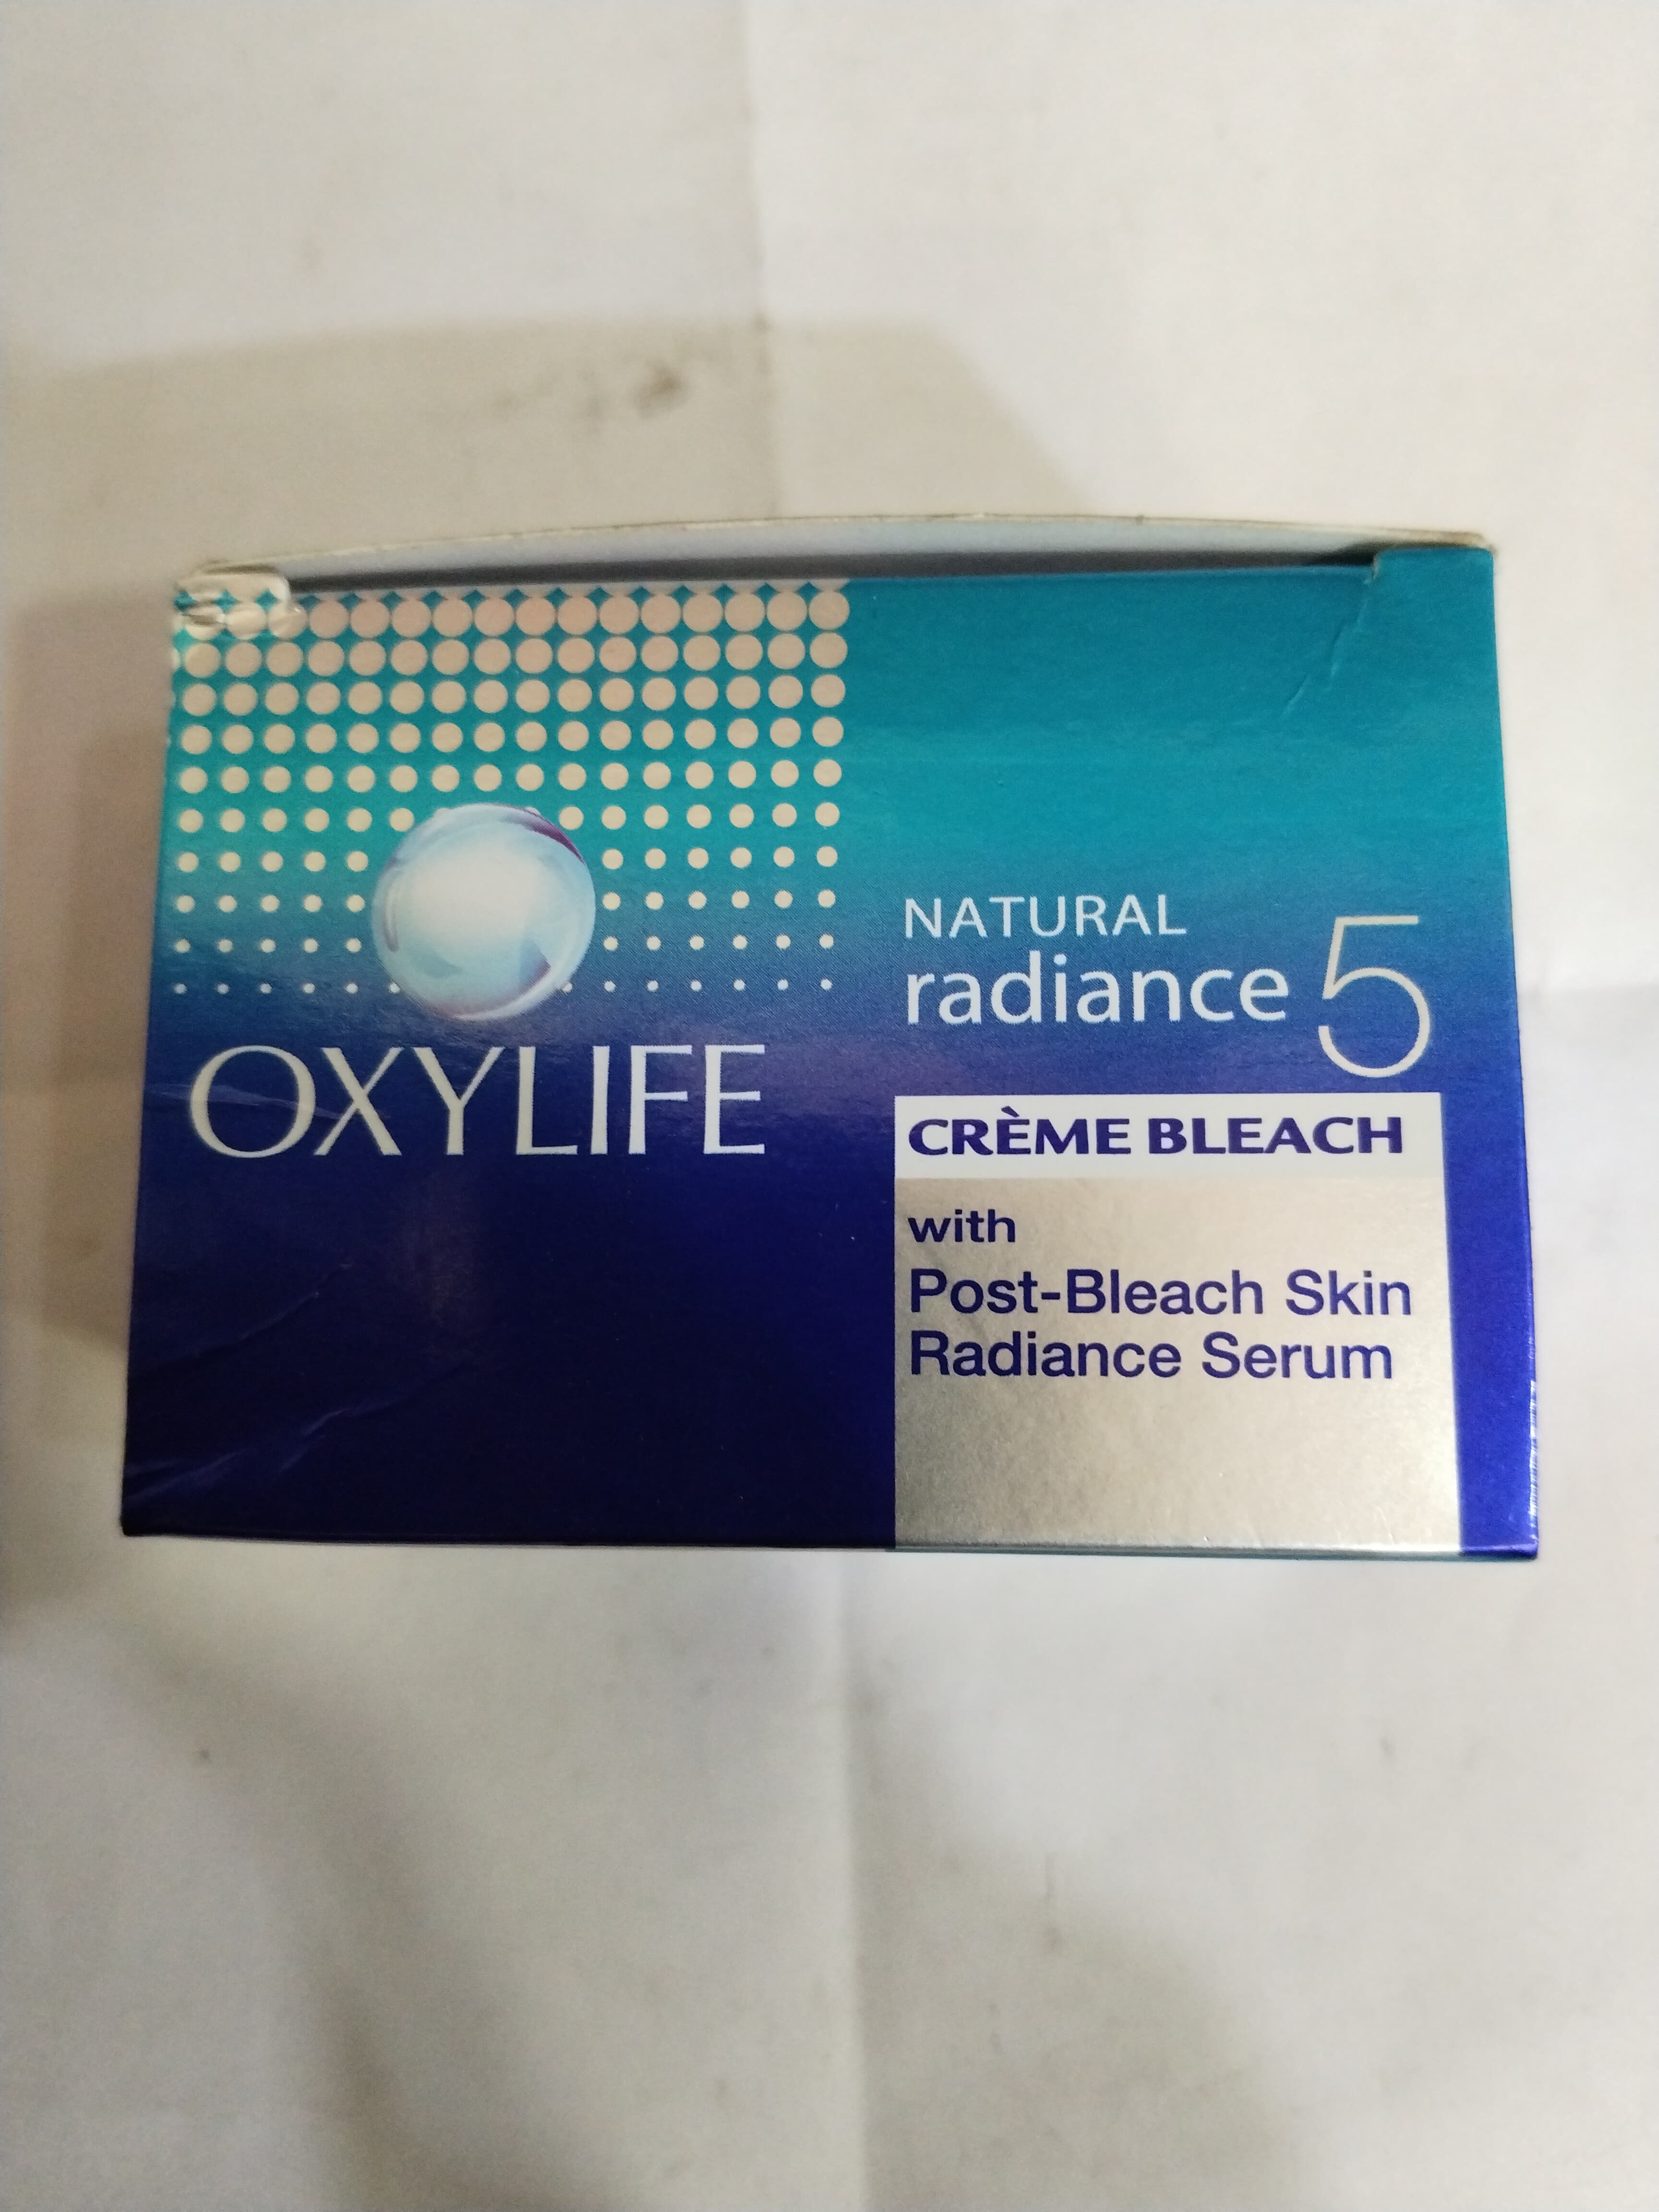 OXYLIFE
NATURAL
radiance 5
CRÈME BLEACH
with
Post-Bleach Skin
Radiance Serum